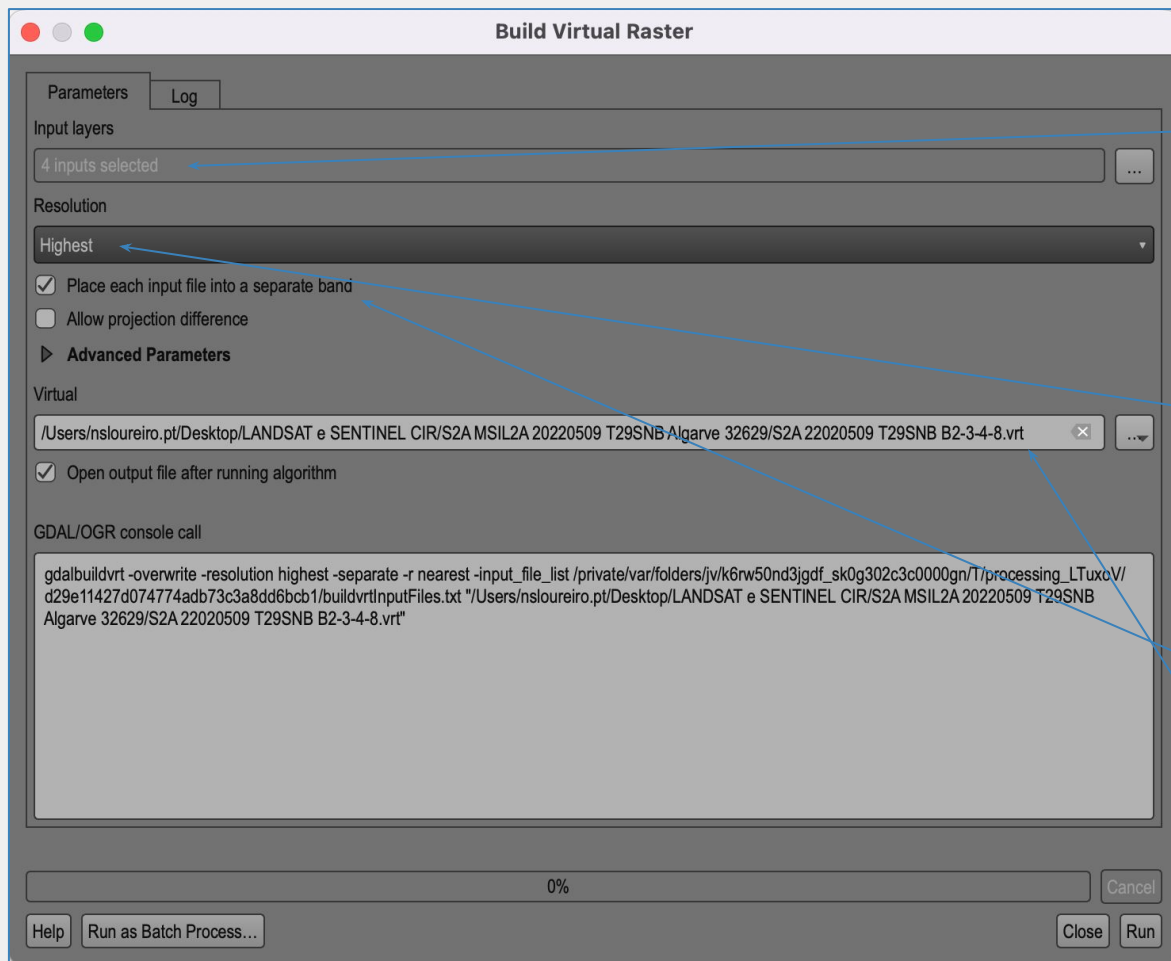 Build Virtual Raster
Parameters
Log
Input layers
4 inputs selected
...
Resolution
Highest
Place each input file into a separate band
Allow projection difference
Advanced Parameters
Virtual
/Users/nsloureiro.pt/Desktop/LANDSAT e SENTINEL CIR/S2A MSIL2A 20220509 T29SNB Algarve 32629/S2A 22020509 T29SNB B2-3-4-8.vrt
Open output file after running algorithm
GDAL/OGR console call
gdalbuildvrt -overwrite -resolution highest -separate -r nearest -input_file_list /private/var/folders/jv/k6rw50nd3jgdf_sk0g302c3c0000gn/T/processing_LTuxoV/
d29e11427d074774adb73c3a8dd6bcb1/buildvrtInputFiles.txt "/Users/nsloureiro.pt/Desktop/LANDSAT e SENTINEL CIR/S2A MSIL2A 20220509 T29SNB
Algarve 32629/S2A 22020509 T29SNB B2-3-4-8.vrt"
0%
Cancel
Help
Run as Batch Process...
Close
Run